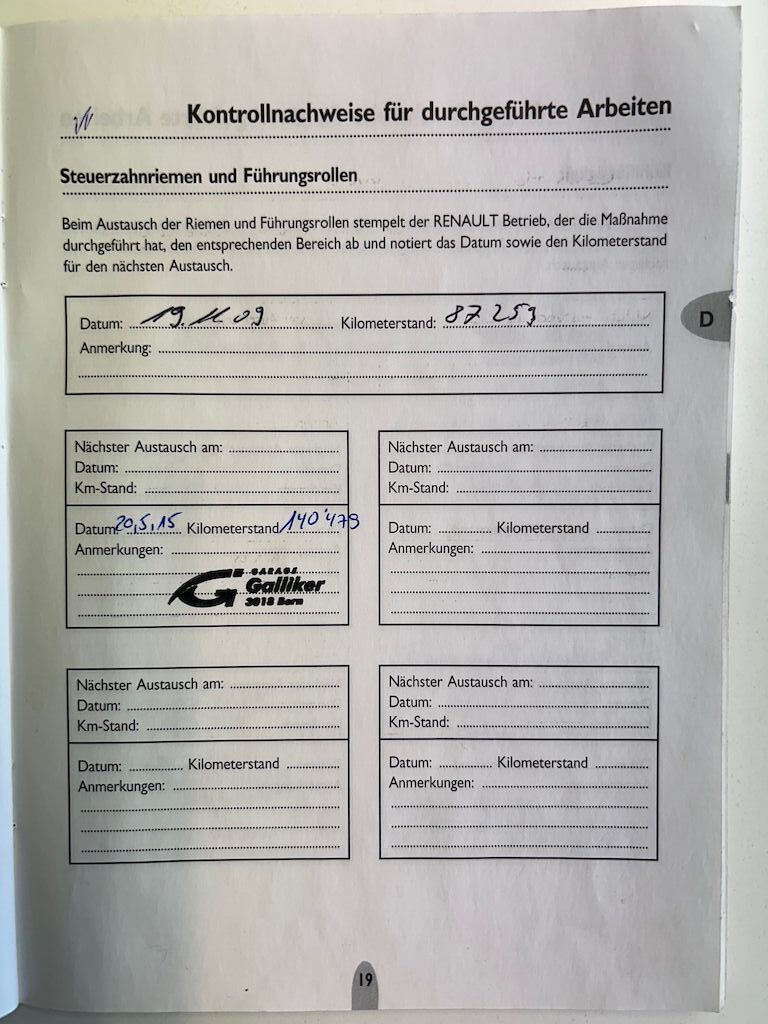 Kontrollnachweise für durchgeführte Arbeiten
Steuerzahnriemen und Führungsrollen
Beim Austausch der Riemen und Führungsrollen stempelt der RENAULT Betrieb, der die Maßnahme
durchgeführt hat, den entsprechenden Bereich ab und notiert das Datum sowie den Kilometerstand
für den nächsten Austausch.
Datum: 19.11.09 Kilometerstand: 87 253
Anmerkung:
D
Nächster Austausch am:
Datum:
Km-Stand:
Datum: 20,5,15 Kilometerstand 140'479
Anmerkungen:
GARAGE
Galliker
3018 Bern
Nächster Austausch am:
Datum:
Km-Stand:
Datum: Kilometerstand
Anmerkungen:
Nächster Austausch am:
Datum:
Km-Stand:
Datum: Kilometerstand
Anmerkungen:
Nächster Austausch am:
Datum:
Km-Stand:
Datum: Kilometerstand
Anmerkungen:
19